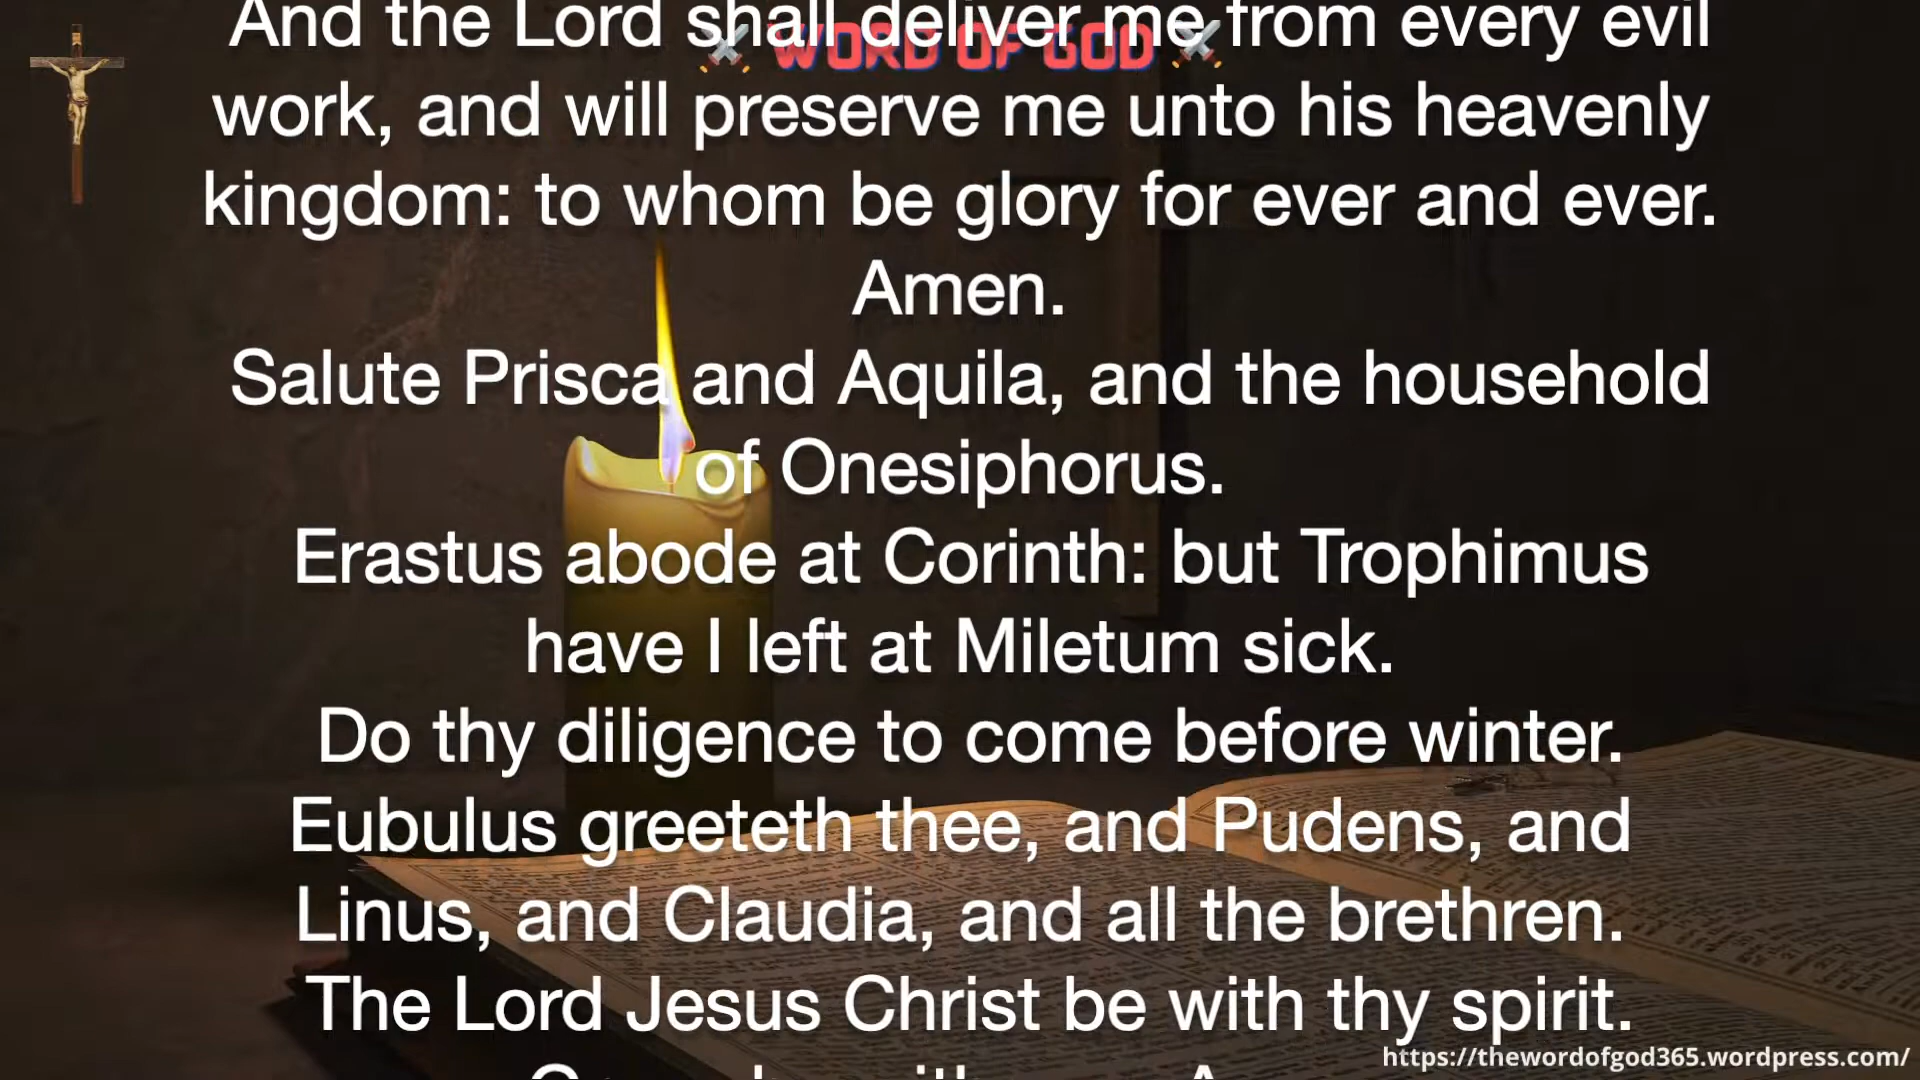 And the Lord shall deliver me from every evil
WORD OF GOD
work, and will preserve me unto his heavenly
kingdom: to whom be glory for ever and ever.
Amen.
Salute Prisca and Aquila, and the household
of Onesiphorus.
Erastus abode at Corinth: but Trophimus
have I left at Miletum sick.
Do thy diligence to come before winter.
Eubulus greeteth thee, and Pudens, and
Linus, and Claudia, and all the brethren.
The Lord Jesus Christ be with thy spirit.
https://thewordofgod365.wordpress.com/